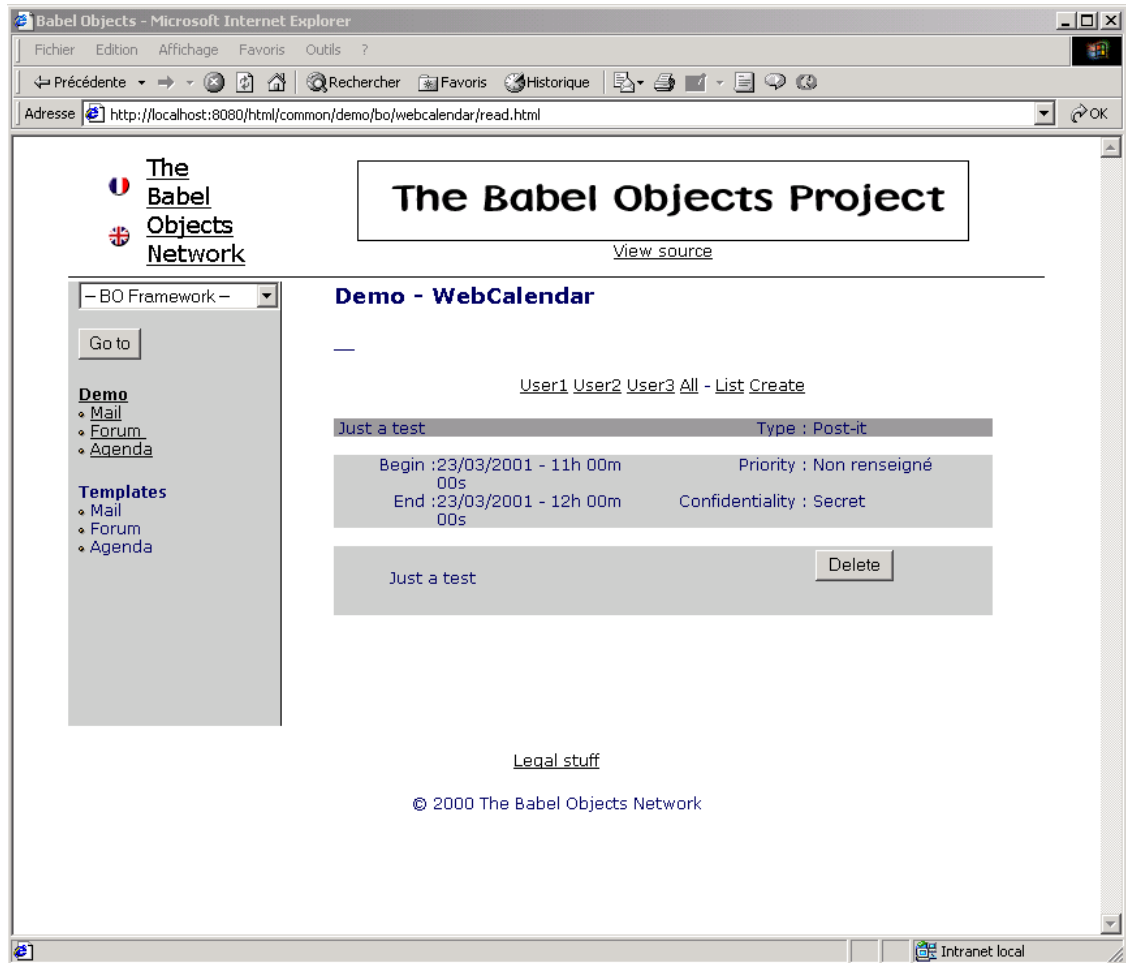 Babel Objects - Microsoft Internet Explorer
Fichier Edition Affichage Favoris Outils ?
Précédente Rechercher Favoris Historique
Adresse http://localhost:8080/html/common/demo/bo/webcalendar/read.html OK
The
Babel
Objects
Network
The Babel Objects Project
View source
-- BO Framework --
Go to
Demo
Mail
Forum
Agenda
Templates
Mail
Forum
Agenda
Demo - WebCalendar
User1 User2 User3 All - List Create
Just a test Type : Post-it
Begin :23/03/2001 - 11h 00m Priority : Non renseigné
00s
End :23/03/2001 - 12h 00m Confidentiality : Secret
00s
Just a test Delete
Legal stuff
© 2000 The Babel Objects Network
Intranet local